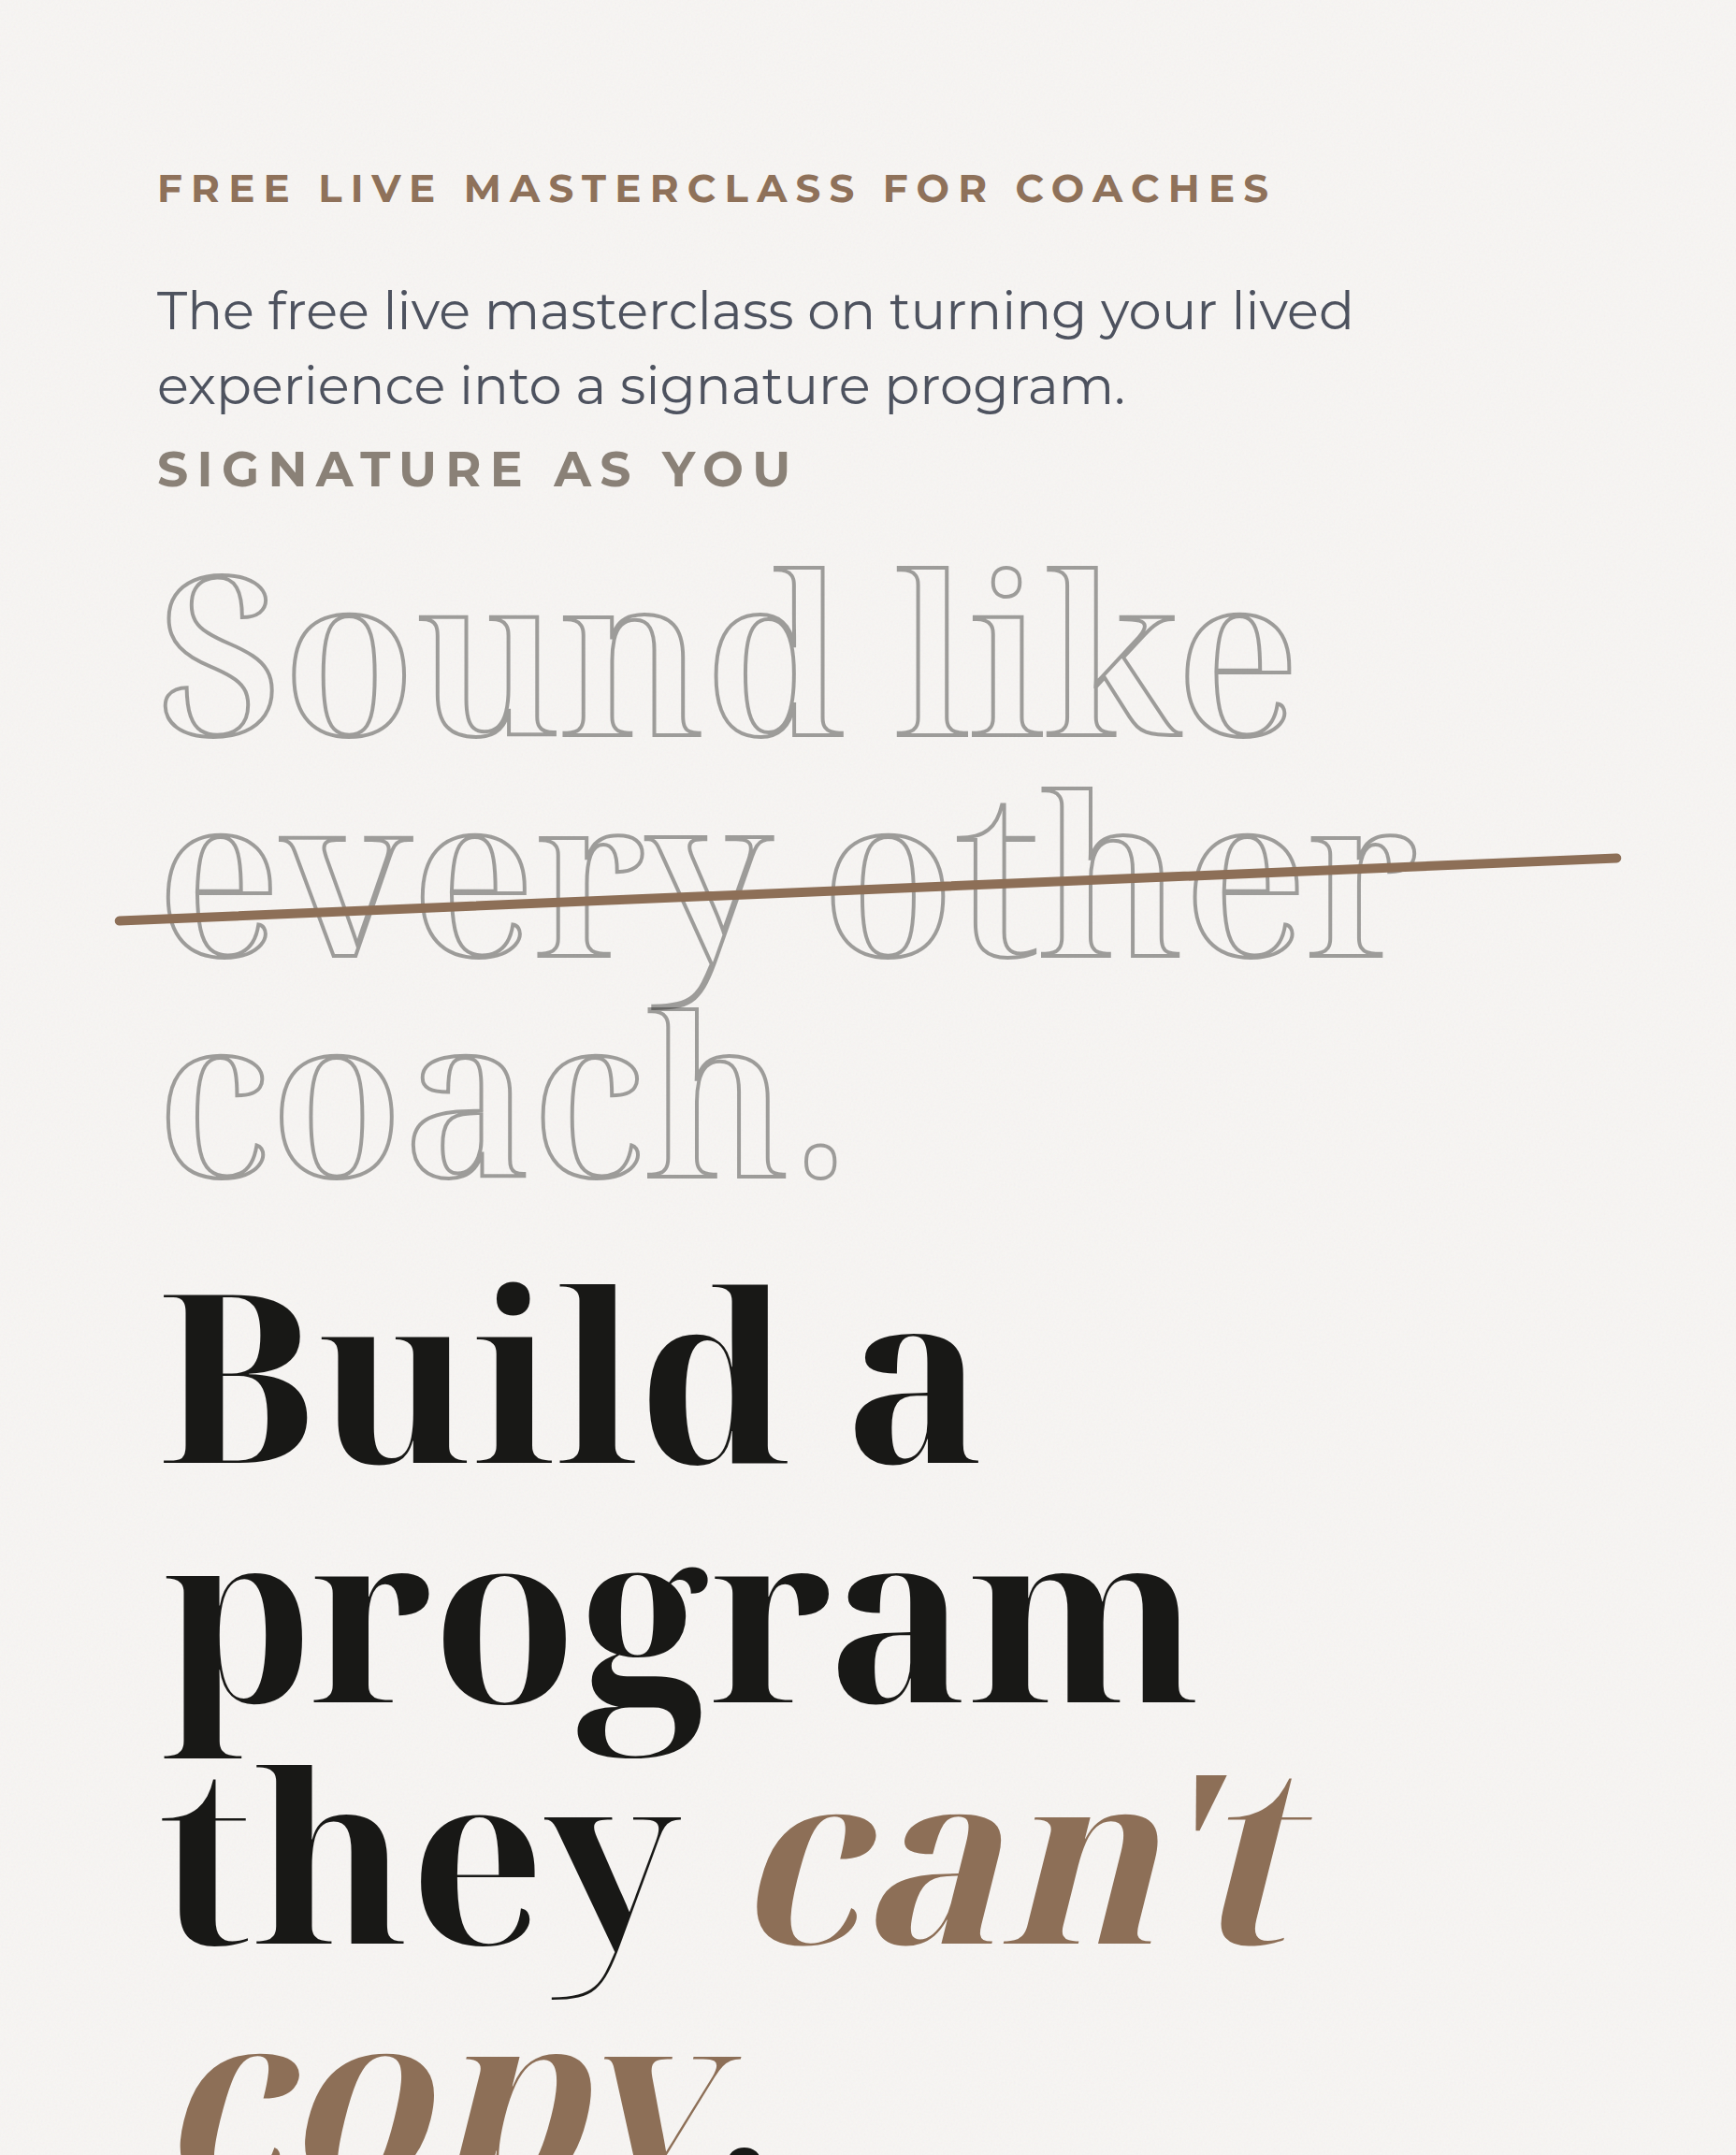 FREE LIVE MASTERCLASS FOR COACHES
The free live masterclass on turning your lived
experience into a signature program.
SIGNATURE AS YOU
Sound like
every other
coach.
Build a
program
they can't
copy.